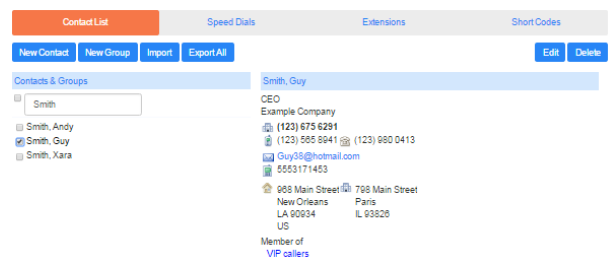 Contact List Speed Dials Extensions Short Codes
New Contact New Group Import Export All Edit Delete
Contacts & Groups
Smith
Smith, Andy
Smith, Guy
Smith, Xara
Smith, Guy
CEO
Example Company
(123) 675 6291
(123) 565 8941 (123) 980 0413
Guy38@hotmail.com
5553171453
968 Main Street 798 Main Street
New Orleans Paris
LA 90934 IL 93826
US
Member of
VIP callers